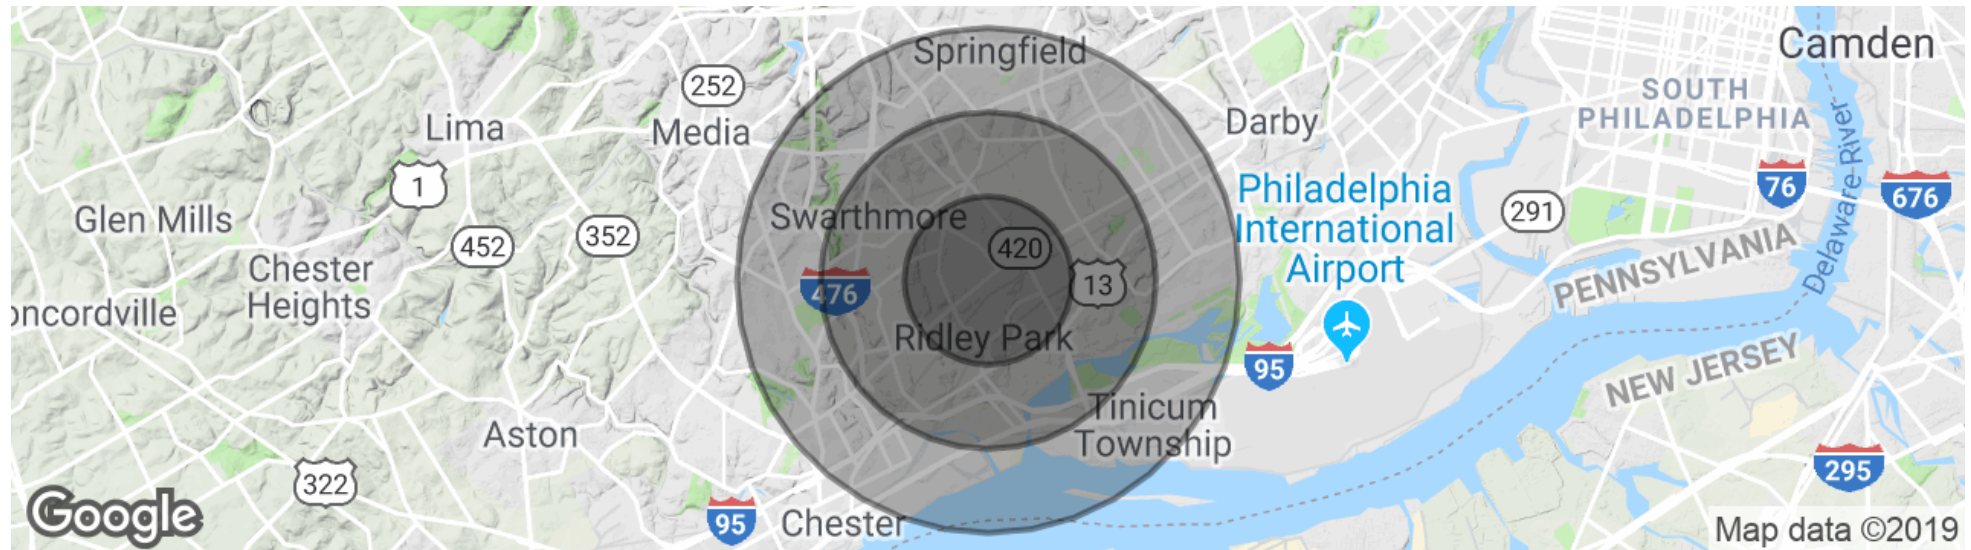 Springfield
Camden
252
SOUTH
PHILADELPHIA
Lima
Media
Darby
Delaware River
1
76
676
Philadelphia
International
Airport
291
Glen Mills
Swarthmore
452
352
420
PENNSYLVANIA
Chester
Heights
476
13
oncordville
Ridley Park
95
NEW JERSEY
Tinicum
Township
Aston
295
322
Google
95
Chester
Map data ©2019